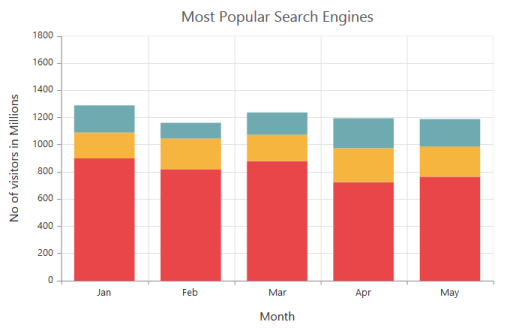 Most Popular Search Engines
1800
1600
1400
1200
1000
800
600
400
200
0
No of visitors in Millions
Jan Feb Mar Apr May
Month